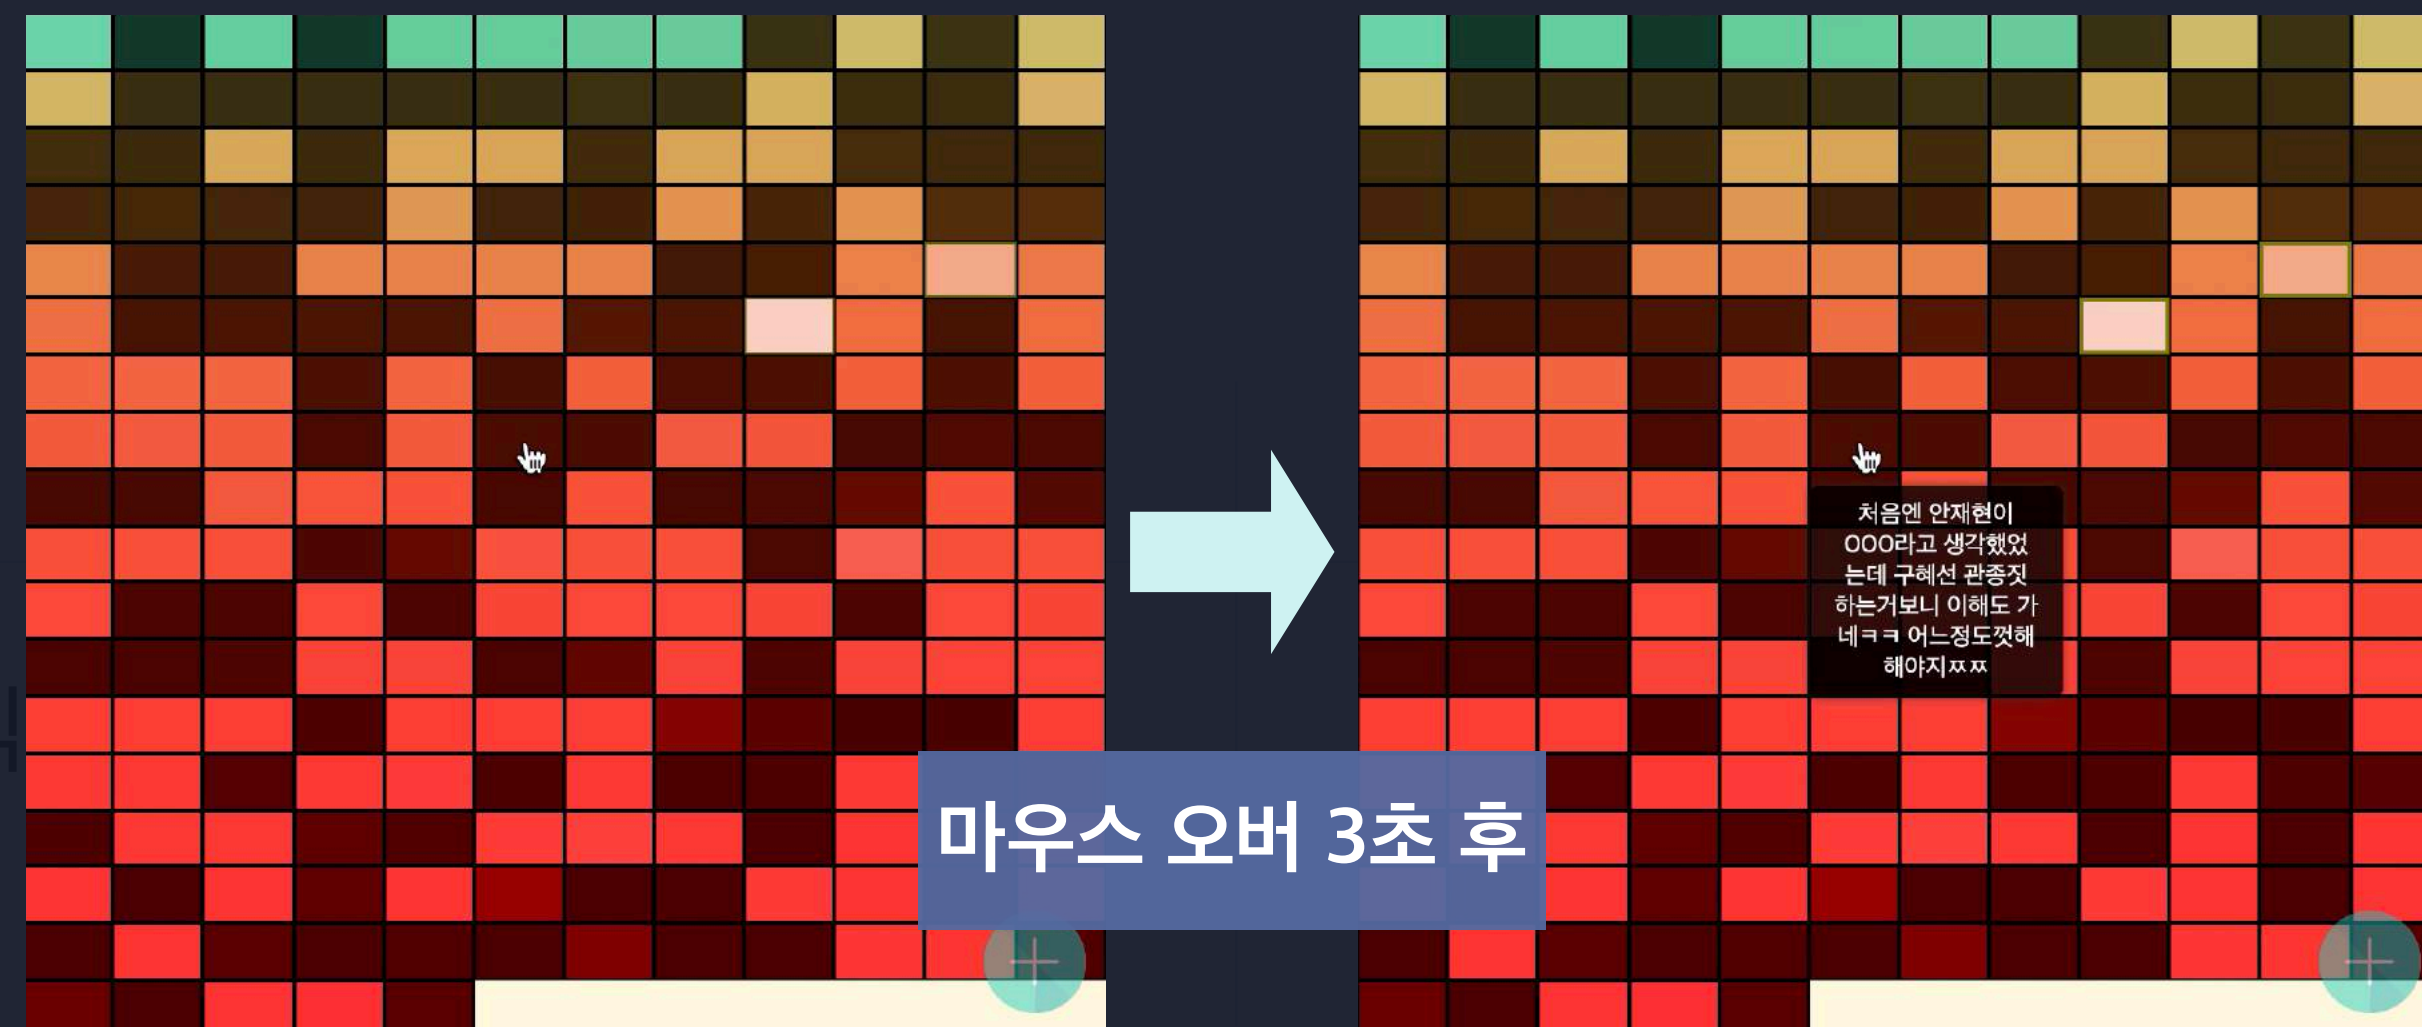 처음엔 안재현이
OOO라고 생각했었
는데 구혜선 관종짓
하는거보니 이해도 가
네ㅋㅋ 어느정도껏해
해야지ㅉㅉ
마우스 오버 3초 후